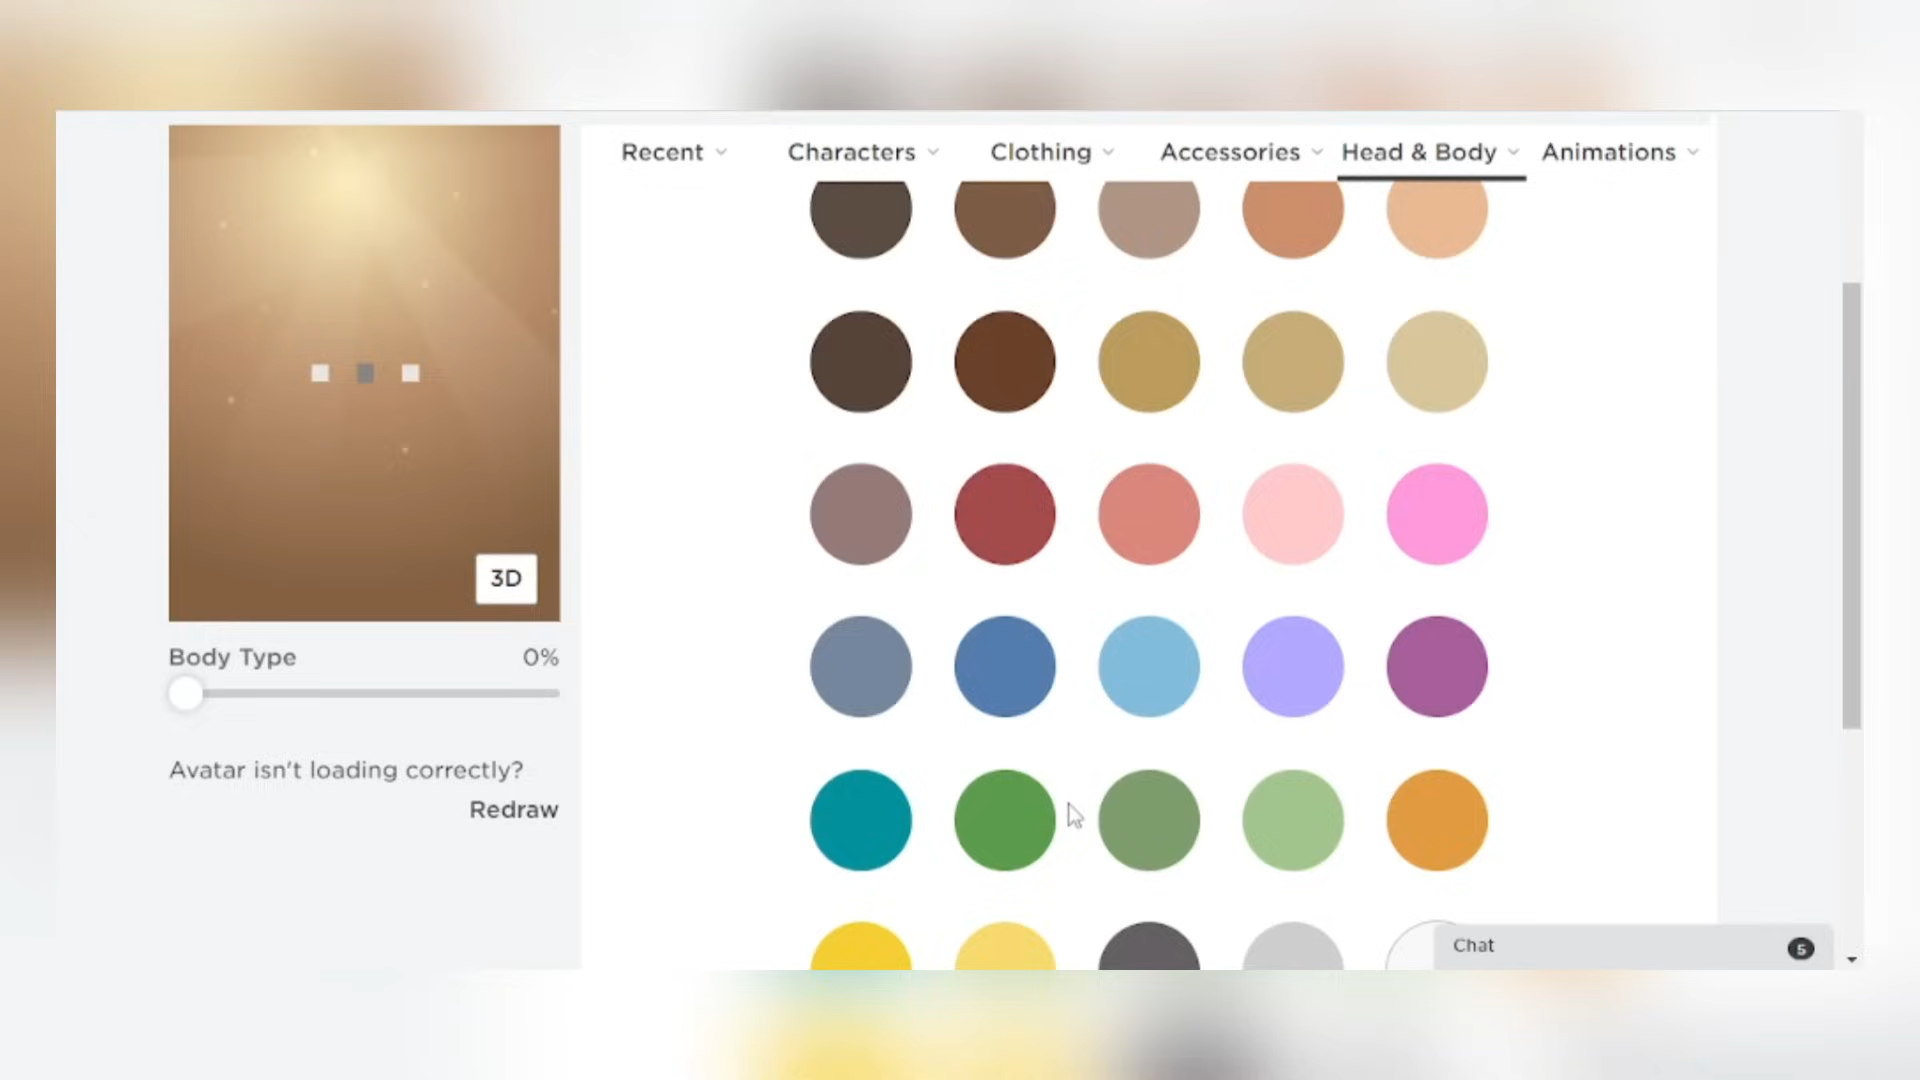 Recent
Characters
Clothing
Accessories
Head & Body
Animations
3D
Body Type 0%
Avatar isn't loading correctly?
Redraw
Chat 5